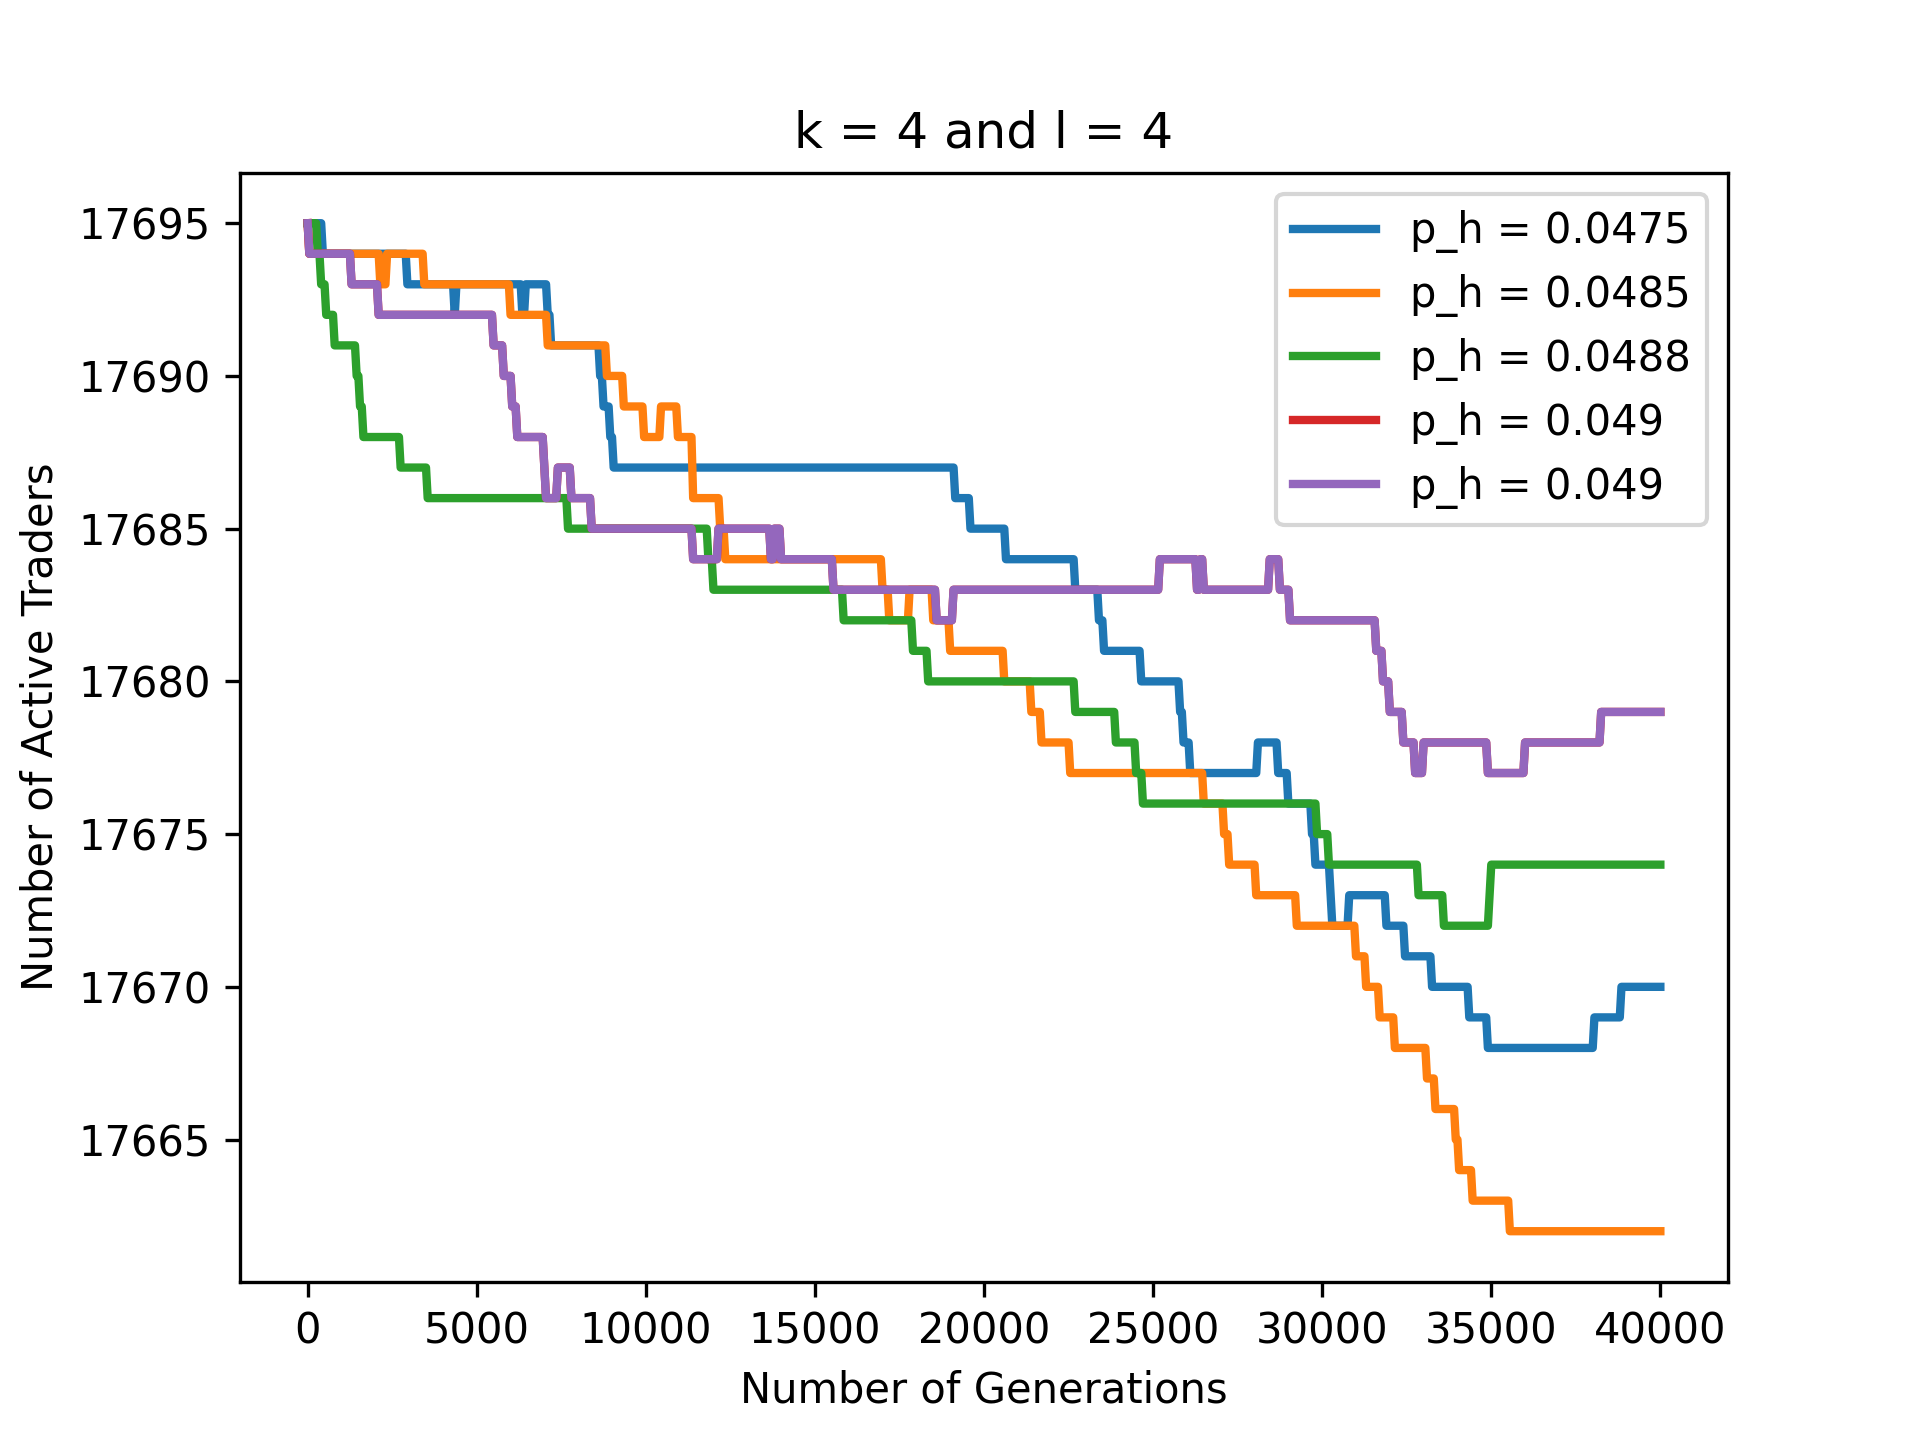 k = 4 and l = 4
p_h = 0.0475
p_h = 0.0485
p_h = 0.0488
p_h = 0.049
p_h = 0.049
Number of Active Traders
17695
17690
17685
17680
17675
17670
17665
0 5000 10000 15000 20000 25000 30000 35000 40000
Number of Generations